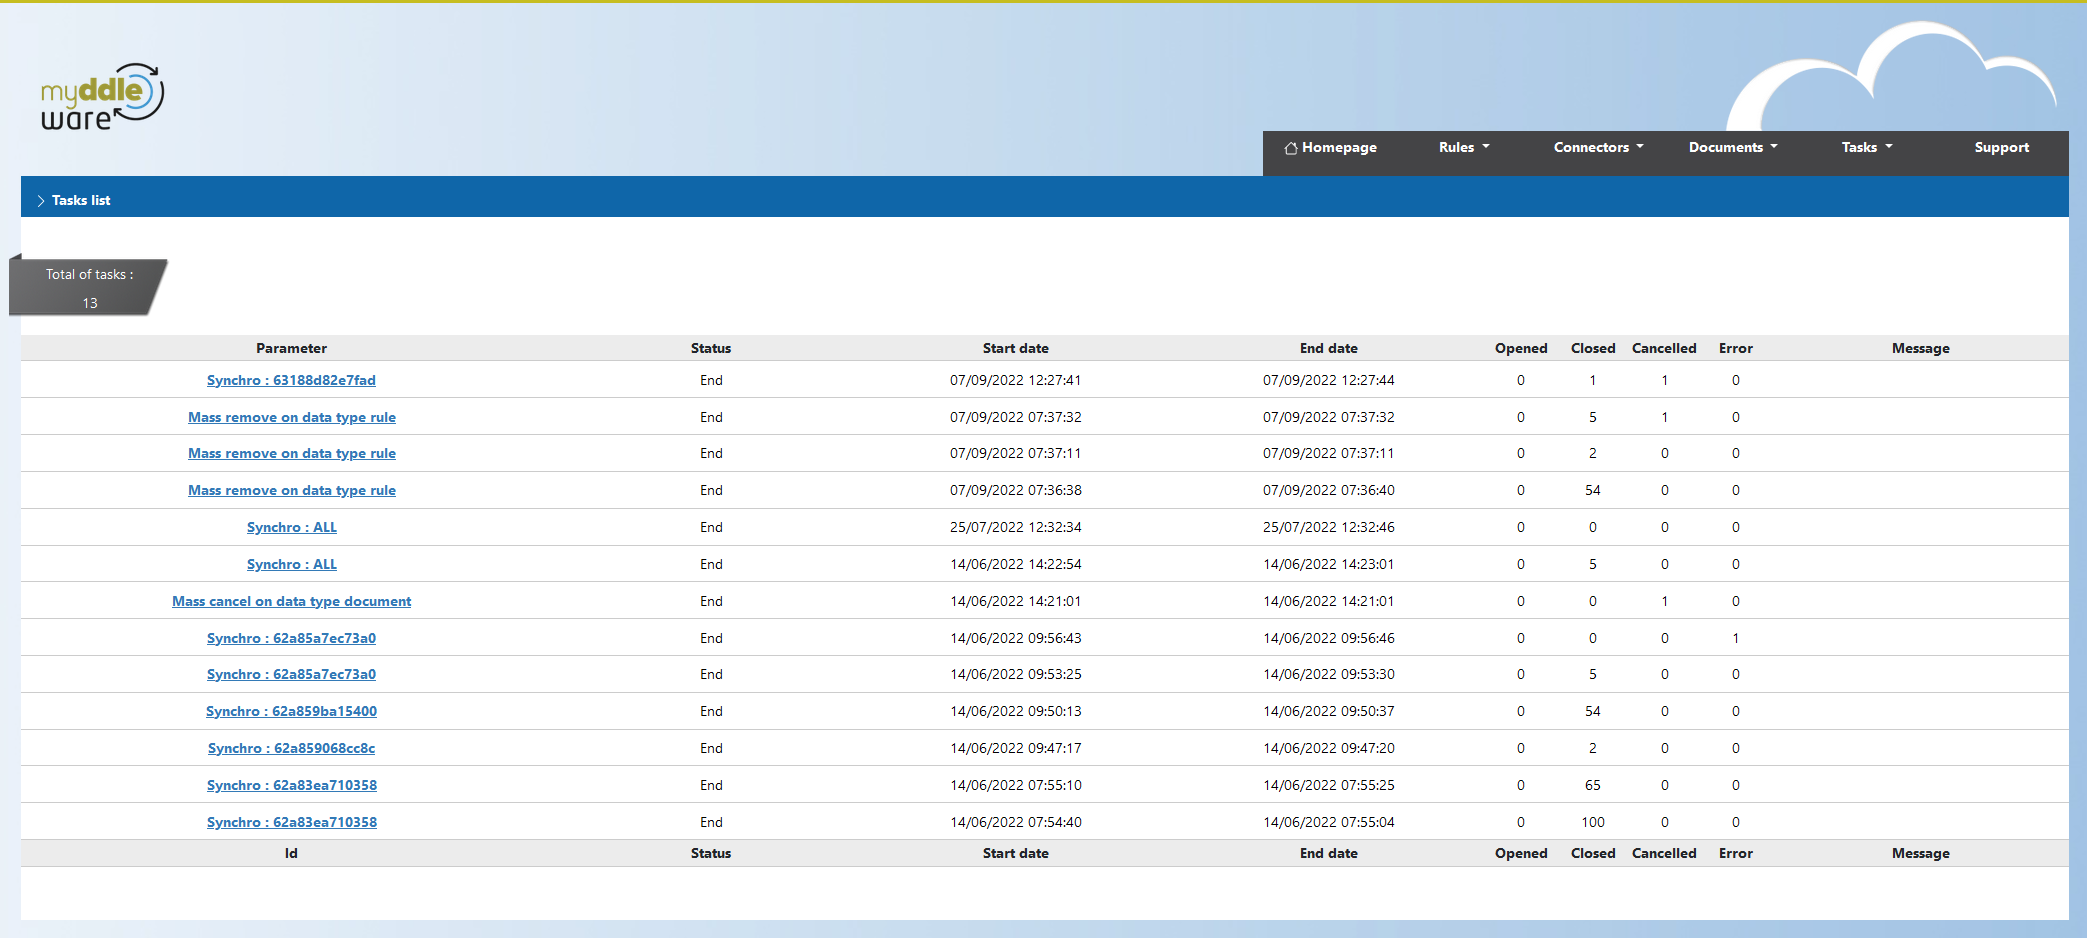 myddle
ware
Homepage Rules Connectors Documents Tasks Support
Tasks list
Total of tasks :
13
Parameter Status Start date End date Opened Closed Cancelled Error Message
Synchro : 63188d82e7fad End 07/09/2022 12:27:41 07/09/2022 12:27:44 0 1 1 0
Mass remove on data type rule End 07/09/2022 07:37:32 07/09/2022 07:37:32 0 5 1 0
Mass remove on data type rule End 07/09/2022 07:37:11 07/09/2022 07:37:11 0 2 0 0
Mass remove on data type rule End 07/09/2022 07:36:38 07/09/2022 07:36:40 0 54 0 0
Synchro : ALL End 25/07/2022 12:32:34 25/07/2022 12:32:46 0 0 0 0
Synchro : ALL End 14/06/2022 14:22:54 14/06/2022 14:23:01 0 5 0 0
Mass cancel on data type document End 14/06/2022 14:21:01 14/06/2022 14:21:01 0 0 1 0
Synchro : 62a85a7ec73a0 End 14/06/2022 09:56:43 14/06/2022 09:56:46 0 0 0 1
Synchro : 62a85a7ec73a0 End 14/06/2022 09:53:25 14/06/2022 09:53:30 0 5 0 0
Synchro : 62a859ba15400 End 14/06/2022 09:50:13 14/06/2022 09:50:37 0 54 0 0
Synchro : 62a859068cc8c End 14/06/2022 09:47:17 14/06/2022 09:47:20 0 2 0 0
Synchro : 62a83ea710358 End 14/06/2022 07:55:10 14/06/2022 07:55:25 0 65 0 0
Synchro : 62a83ea710358 End 14/06/2022 07:54:40 14/06/2022 07:55:04 0 100 0 0
Id Status Start date End date Opened Closed Cancelled Error Message